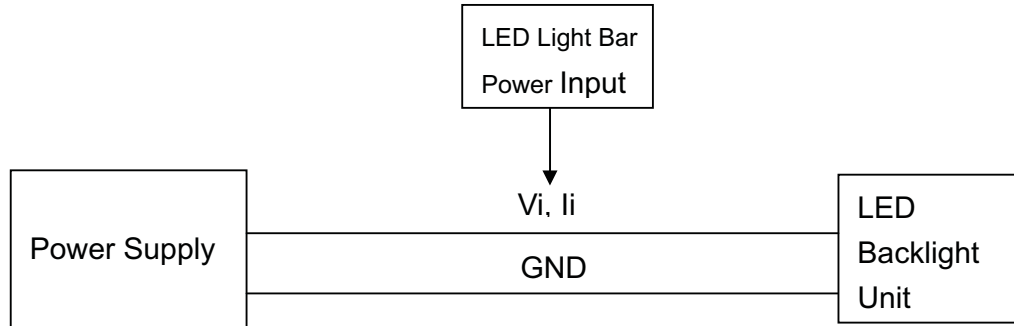 LED Light Bar
Power Input
Vi, Ii
Power Supply
GND
LED
Backlight
Unit